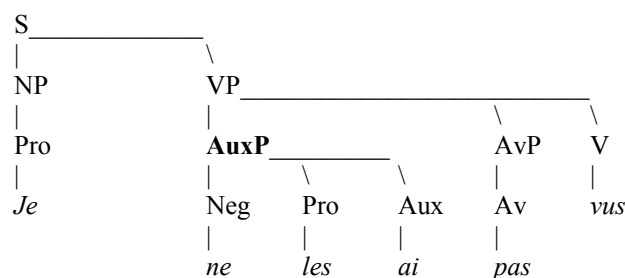 S
NP VP
Pro AuxP AvP V
Je Neg Pro Aux Av vus
ne les ai pas